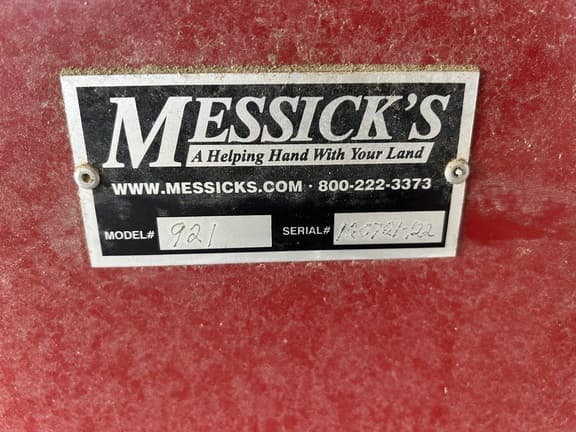 MESSICK'S
A Helping Hand With Your Land
WWW.MESSICKS.COM · 800-222-3373
MODEL# 921 SERIAL#